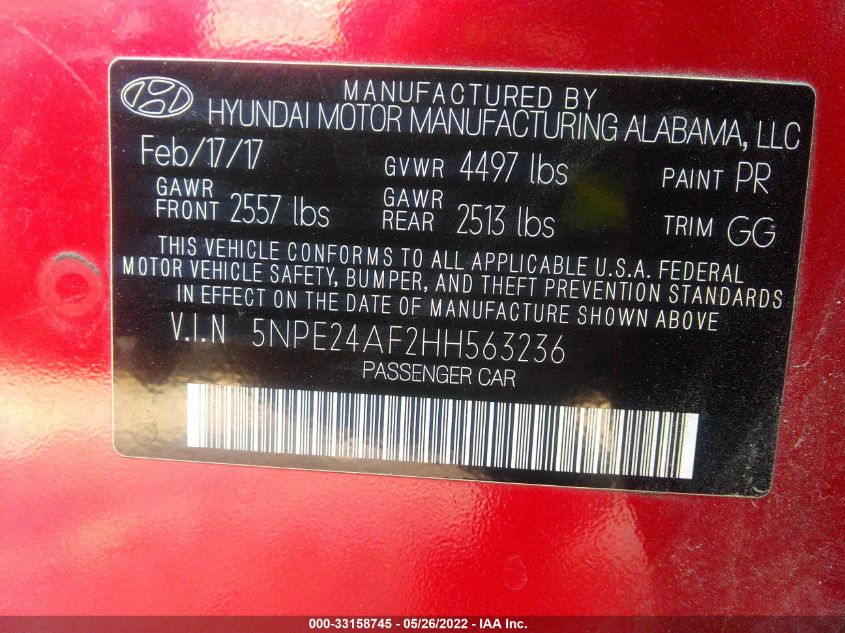 MANUFACTURED BY
HYUNDAI MOTOR MANUFACTURING ALABAMA, LLC
Feb/17/17 GVWR 4497 lbs PAINT PR
GAWR FRONT 2557 lbs GAWR REAR 2513 lbs TRIM GG
THIS VEHICLE CONFORMS TO ALL APPLICABLE U.S.A. FEDERAL
MOTOR VEHICLE SAFETY, BUMPER, AND THEFT PREVENTION STANDARDS
IN EFFECT ON THE DATE OF MANUFACTURE SHOWN ABOVE
V.I.N 5NPE24AF2HH563236
PASSENGER CAR
000-33158745 - 05/26/2022 - IAA Inc.